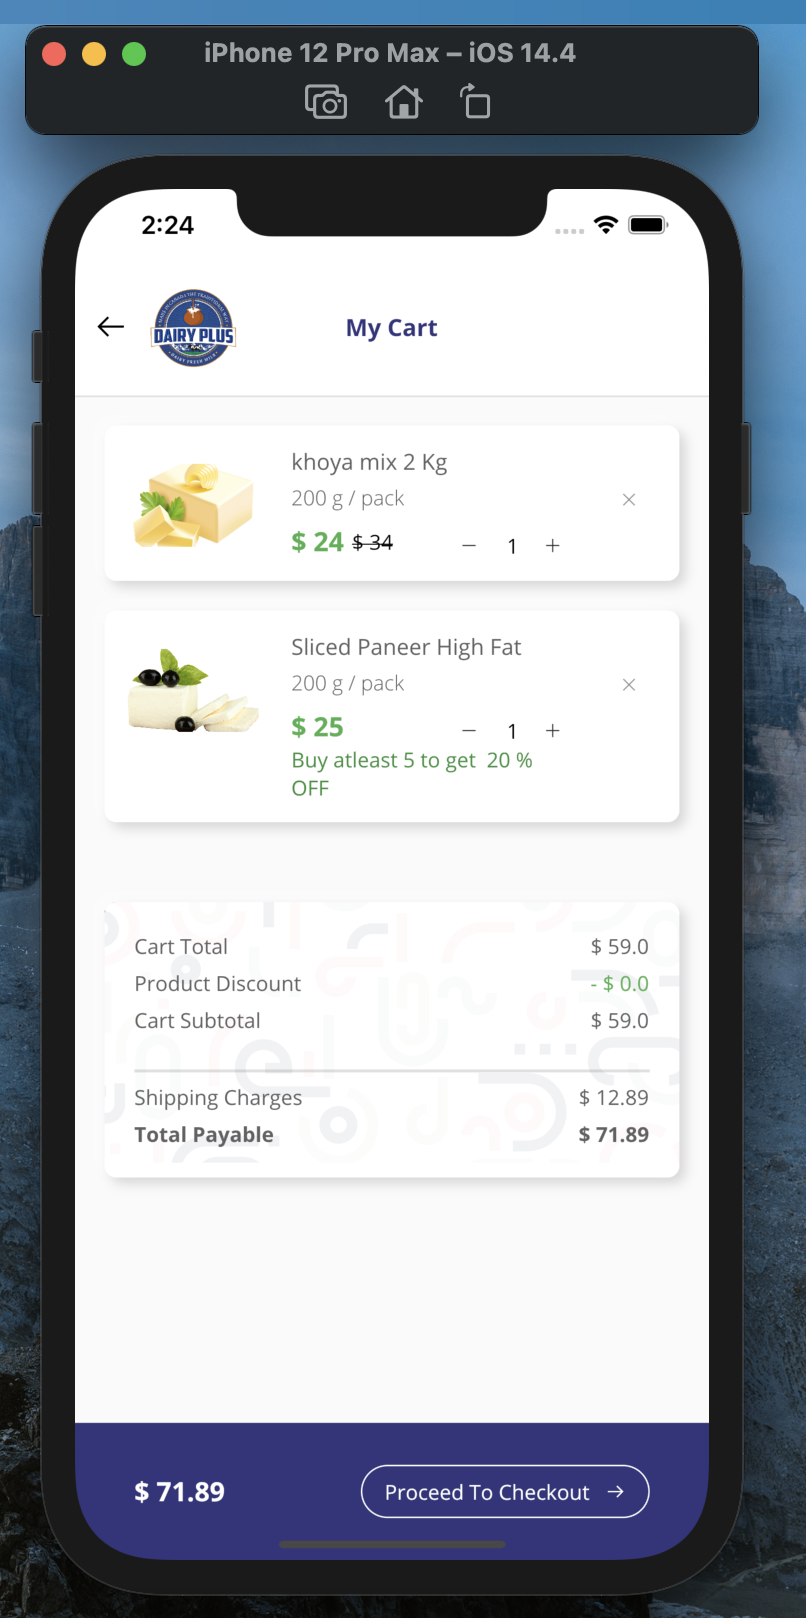 iPhone 12 Pro Max – iOS 14.4
2:24
DAIRY PLUS
My Cart
khoya mix 2 Kg
200 g / pack
$ 24 $ 34
− 1 +
Sliced Paneer High Fat
200 g / pack
$ 25
− 1 +
Buy atleast 5 to get 20 %
OFF
Cart Total $ 59.0
Product Discount - $ 0.0
Cart Subtotal $ 59.0
Shipping Charges $ 12.89
Total Payable $ 71.89
$ 71.89 Proceed To Checkout →